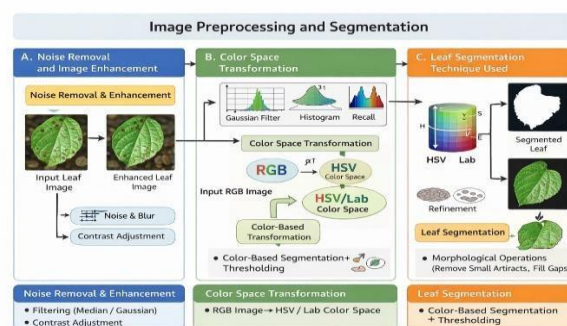 Image Preprocessing and Segmentation
A. Noise Removal
and Image Enhancement
Noise Removal & Enhancement
Input Leaf
Image
Enhanced Leaf
Image
Noise & Blur
Contrast Adjustment
B. Color Space
Transformation
Gaussian Filter
Histogram
Recall
Color Space Transformation
RGB
HSV
Color Space
Input RGB Image
HSV/Lab
Color Space
Color-Based
Transformation
• Color-Based Segmentation+
Thresholding
C. Leaf Segmentation
Technique Used
H
S
E
HSV
Lab
Segmented
Leaf
Refinement
Leaf Segmentation
• Morphological Operations
(Remove Small Artiracts, Fill Gaps
Noise Removal & Enhancement
• Filtering (Median / Gaussian)
• Contrast Adjustment
Color Space Transformation
• RGB Image→ HSV / Lab Color Space
Leaf Segmentation
• Color-Based Segmentation
+ Thresholding